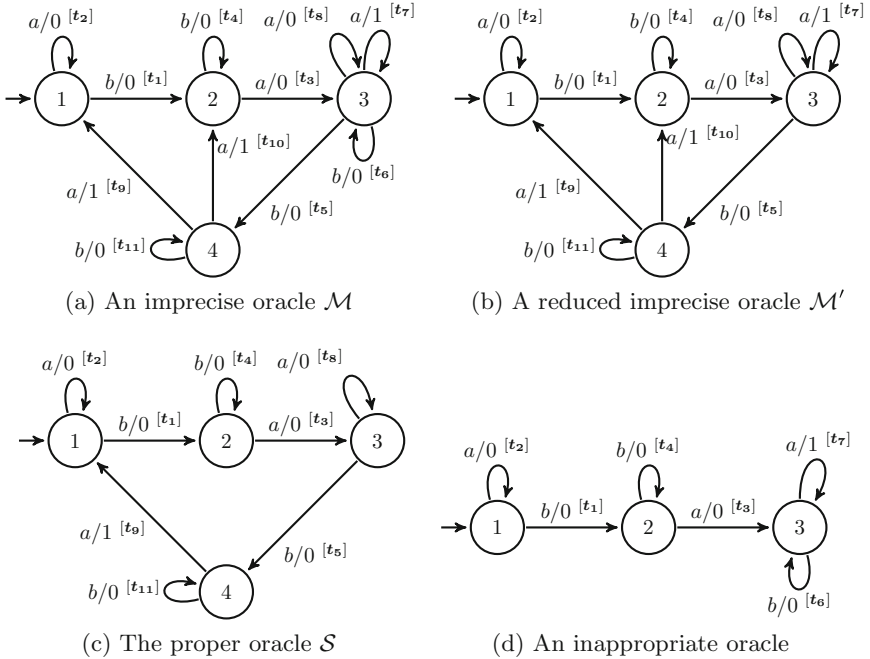 a/0 [t2] b/0 [t4] a/0 [t8] a/1 [t7]
1 b/0 [t1] 2 a/0 [t3] 3
a/1 [t10] b/0 [t6]
a/1 [t9] b/0 [t5]
b/0 [t11] 4
(a) An imprecise oracle M
a/0 [t2] b/0 [t4] a/0 [t8] a/1 [t7]
1 b/0 [t1] 2 a/0 [t3] 3
a/1 [t10]
a/1 [t9] b/0 [t5]
b/0 [t11] 4
(b) A reduced imprecise oracle M′
a/0 [t2] b/0 [t4] a/0 [t8]
1 b/0 [t1] 2 a/0 [t3] 3
a/1 [t9] b/0 [t5]
b/0 [t11] 4
(c) The proper oracle S
a/0 [t2] b/0 [t4] a/1 [t7]
1 b/0 [t1] 2 a/0 [t3] 3
b/0 [t6]
(d) An inappropriate oracle